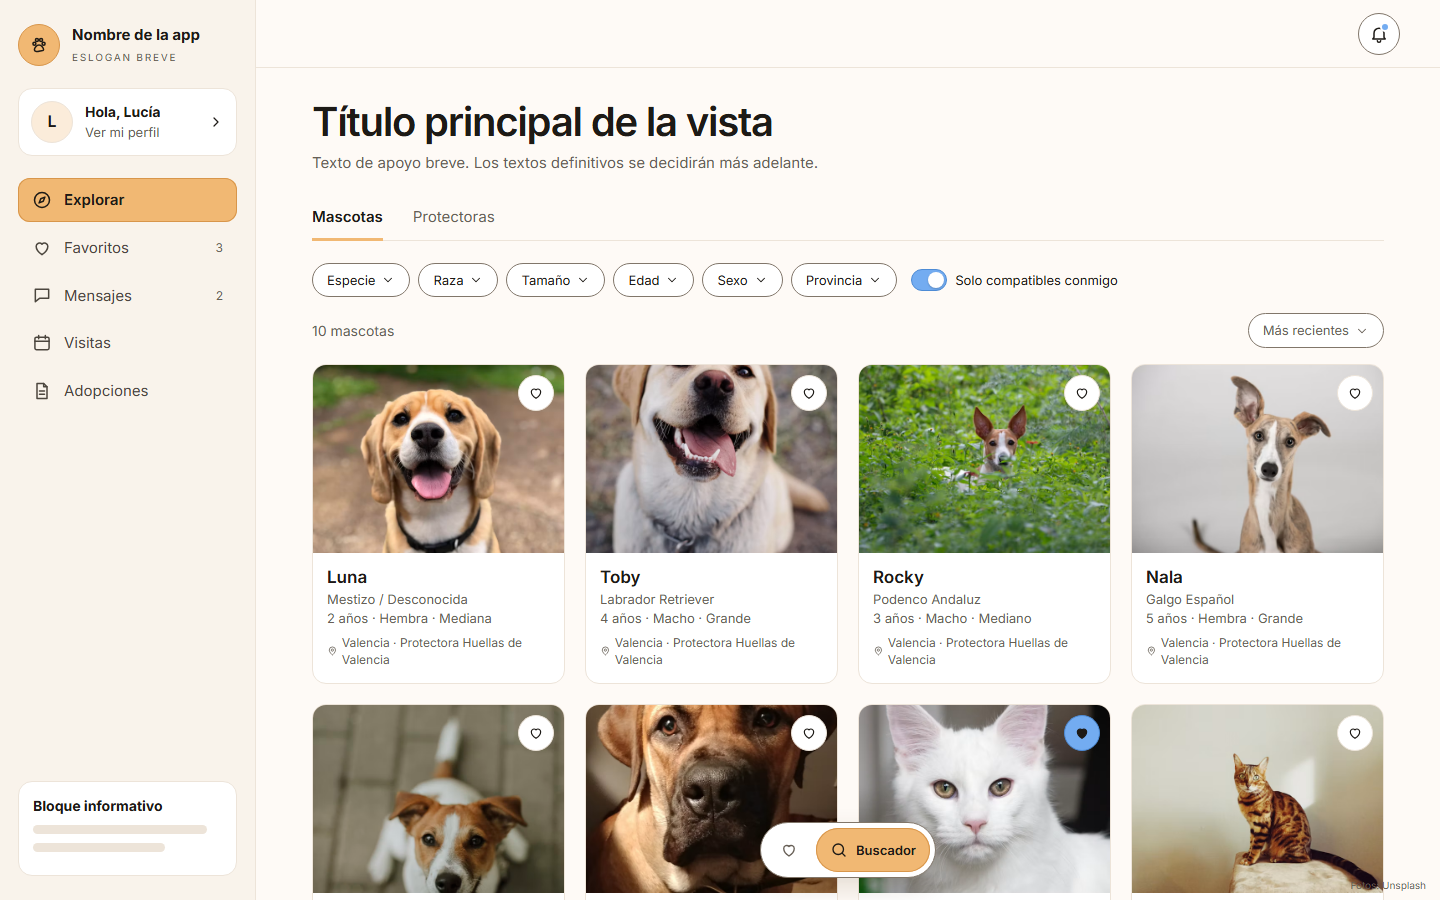 Nombre de la app
ESLOGAN BREVE
L
Hola, Lucía
Ver mi perfil
Explorar
Favoritos 3
Mensajes 2
Visitas
Adopciones
Bloque informativo
Título principal de la vista
Texto de apoyo breve. Los textos definitivos se decidirán más adelante.
Mascotas Protectoras
Especie Raza Tamaño Edad Sexo Provincia Solo compatibles conmigo
10 mascotas Más recientes
Luna
Mestizo / Desconocida
2 años · Hembra · Mediana
Valencia · Protectora Huellas de
Valencia
Toby
Labrador Retriever
4 años · Macho · Grande
Valencia · Protectora Huellas de
Valencia
Rocky
Podenco Andaluz
3 años · Macho · Mediano
Valencia · Protectora Huellas de
Valencia
Nala
Galgo Español
5 años · Hembra · Grande
Valencia · Protectora Huellas de
Valencia
Buscador
Fotos: Unsplash